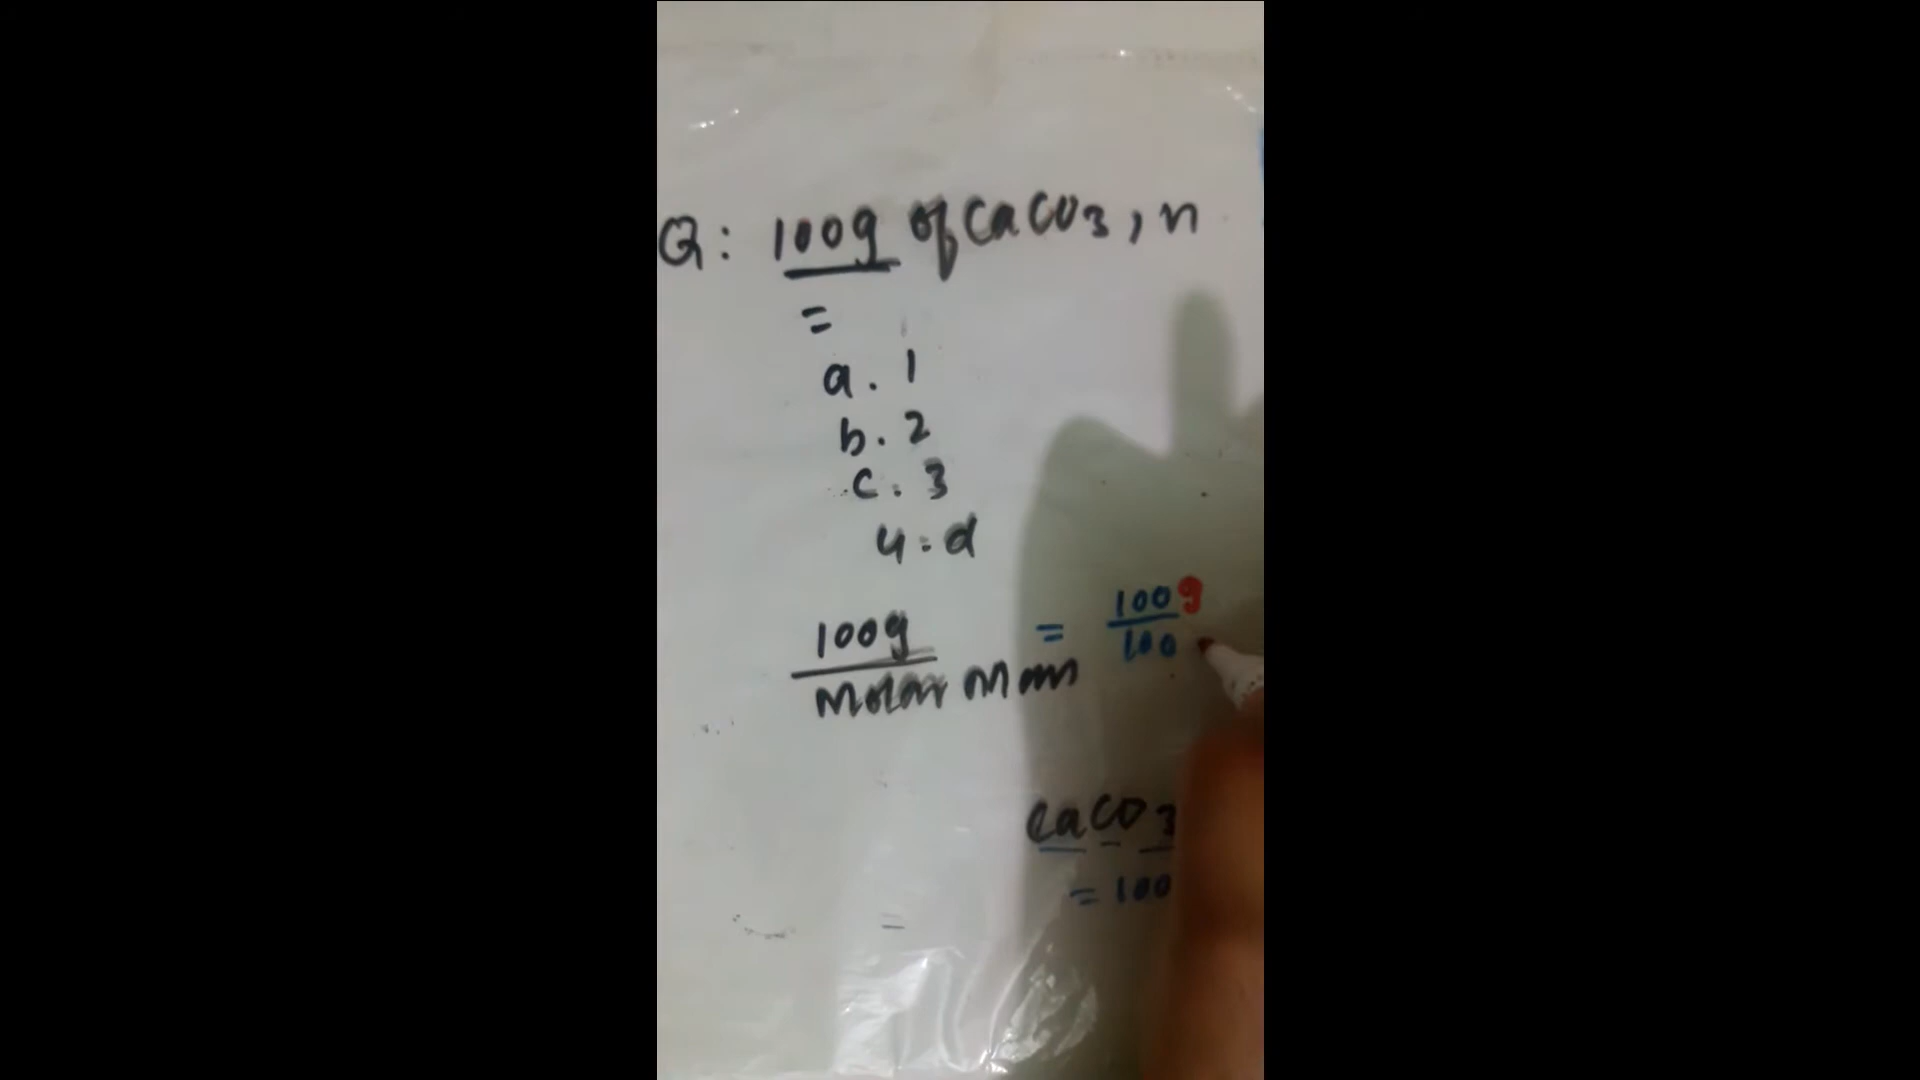 Q: 100g of CaCO3, n
=
a. 1
b. 2
c. 3
4. d
100g = 100g
Molar Mass 100
CaCO3
= 100